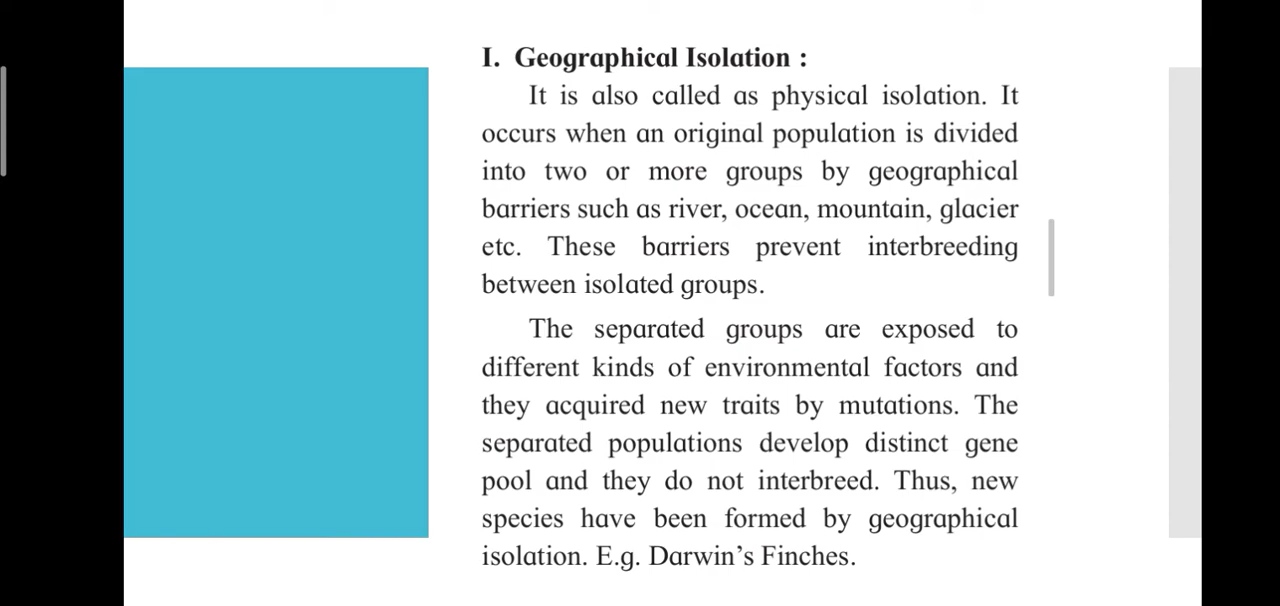 I. Geographical Isolation :
It is also called as physical isolation. It
occurs when an original population is divided
into two or more groups by geographical
barriers such as river, ocean, mountain, glacier
etc. These barriers prevent interbreeding
between isolated groups.
The separated groups are exposed to
different kinds of environmental factors and
they acquired new traits by mutations. The
separated populations develop distinct gene
pool and they do not interbreed. Thus, new
species have been formed by geographical
isolation. E.g. Darwin’s Finches.